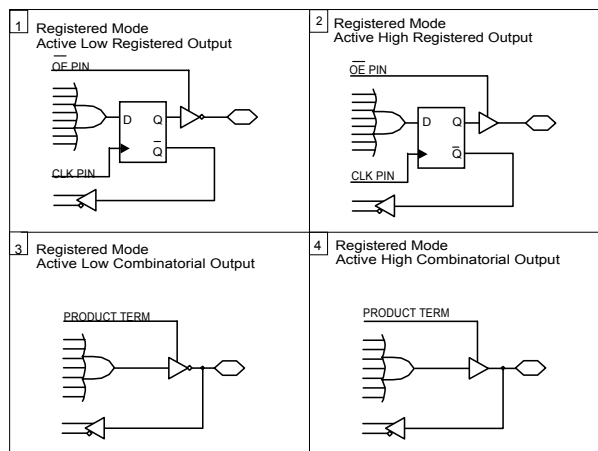 1
Registered Mode
Active Low Registered Output
O̅E̅ PIN
D
Q
Q̅
CLK PIN
2
Registered Mode
Active High Registered Output
O̅E̅ PIN
D
Q
Q̅
CLK PIN
3
Registered Mode
Active Low Combinatorial Output
PRODUCT TERM
4
Registered Mode
Active High Combinatorial Output
PRODUCT TERM